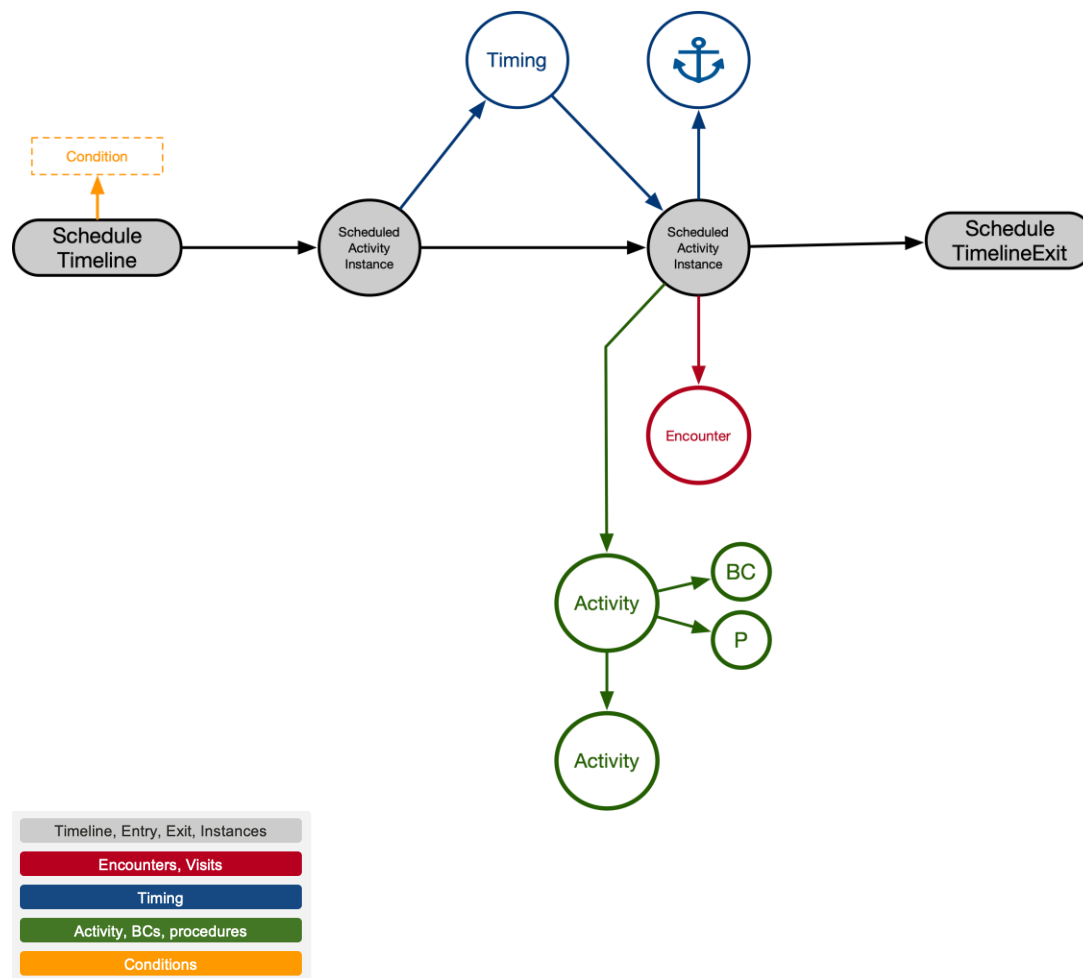 Timing
Condition
Schedule
Timeline
Scheduled
Activity
Instance
Scheduled
Activity
Instance
Schedule
TimelineExit
Encounter
Activity
BC
P
Activity
Timeline, Entry, Exit, Instances
Encounters, Visits
Timing
Activity, BCs, procedures
Conditions